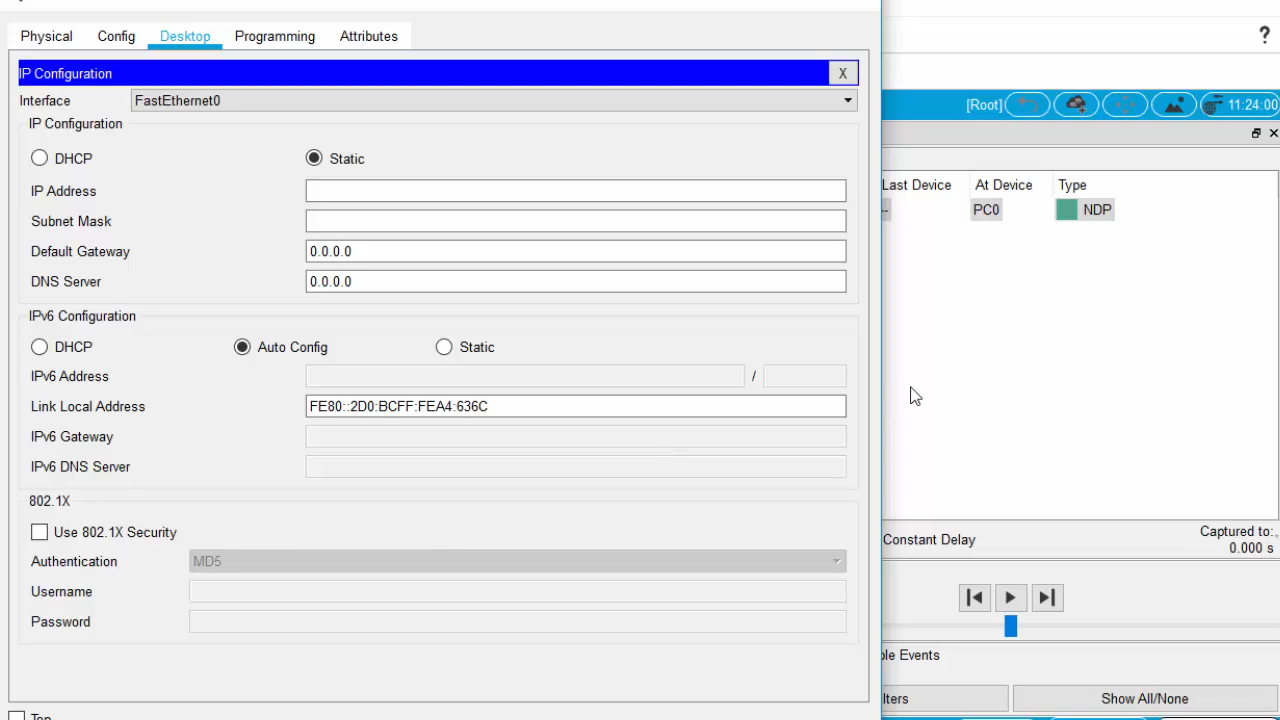 Physical Config Desktop Programming Attributes
?
IP Configuration X
Interface FastEthernet0
IP Configuration
DHCP Static
IP Address
Subnet Mask
Default Gateway 0.0.0.0
DNS Server 0.0.0.0
IPv6 Configuration
DHCP Auto Config Static
IPv6 Address /
Link Local Address FE80::2D0:BCFF:FEA4:636C
IPv6 Gateway
IPv6 DNS Server
802.1X
Use 802.1X Security
Authentication MD5
Username
Password
Top
[Root] 11:24:00
Last Device At Device Type
-- PC0 NDP
Constant Delay Captured to:
0.000 s
ble Events
lters Show All/None